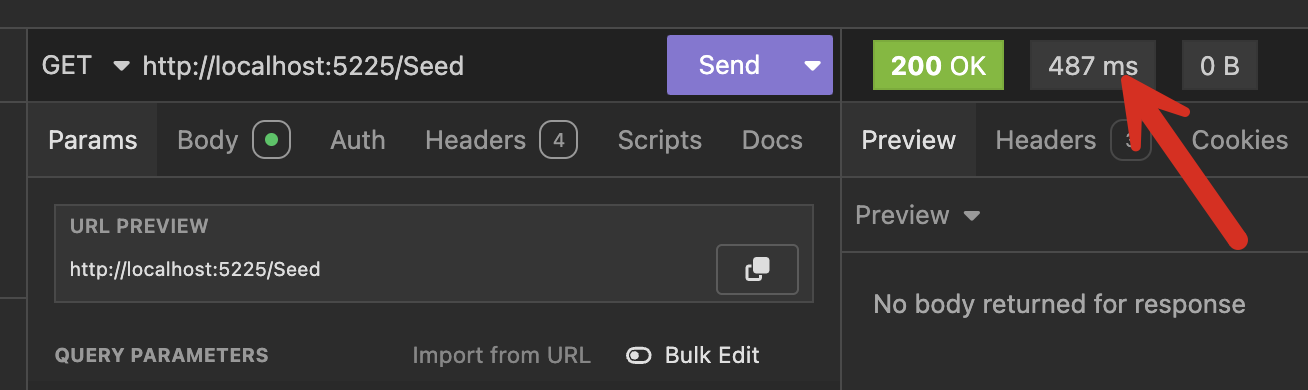 GET http://localhost:5225/Seed Send 200 OK 487 ms 0 B
Params Body Auth Headers 4 Scripts Docs Preview Headers 3 Cookies
URL PREVIEW
Preview
http://localhost:5225/Seed
No body returned for response
QUERY PARAMETERS Import from URL Bulk Edit